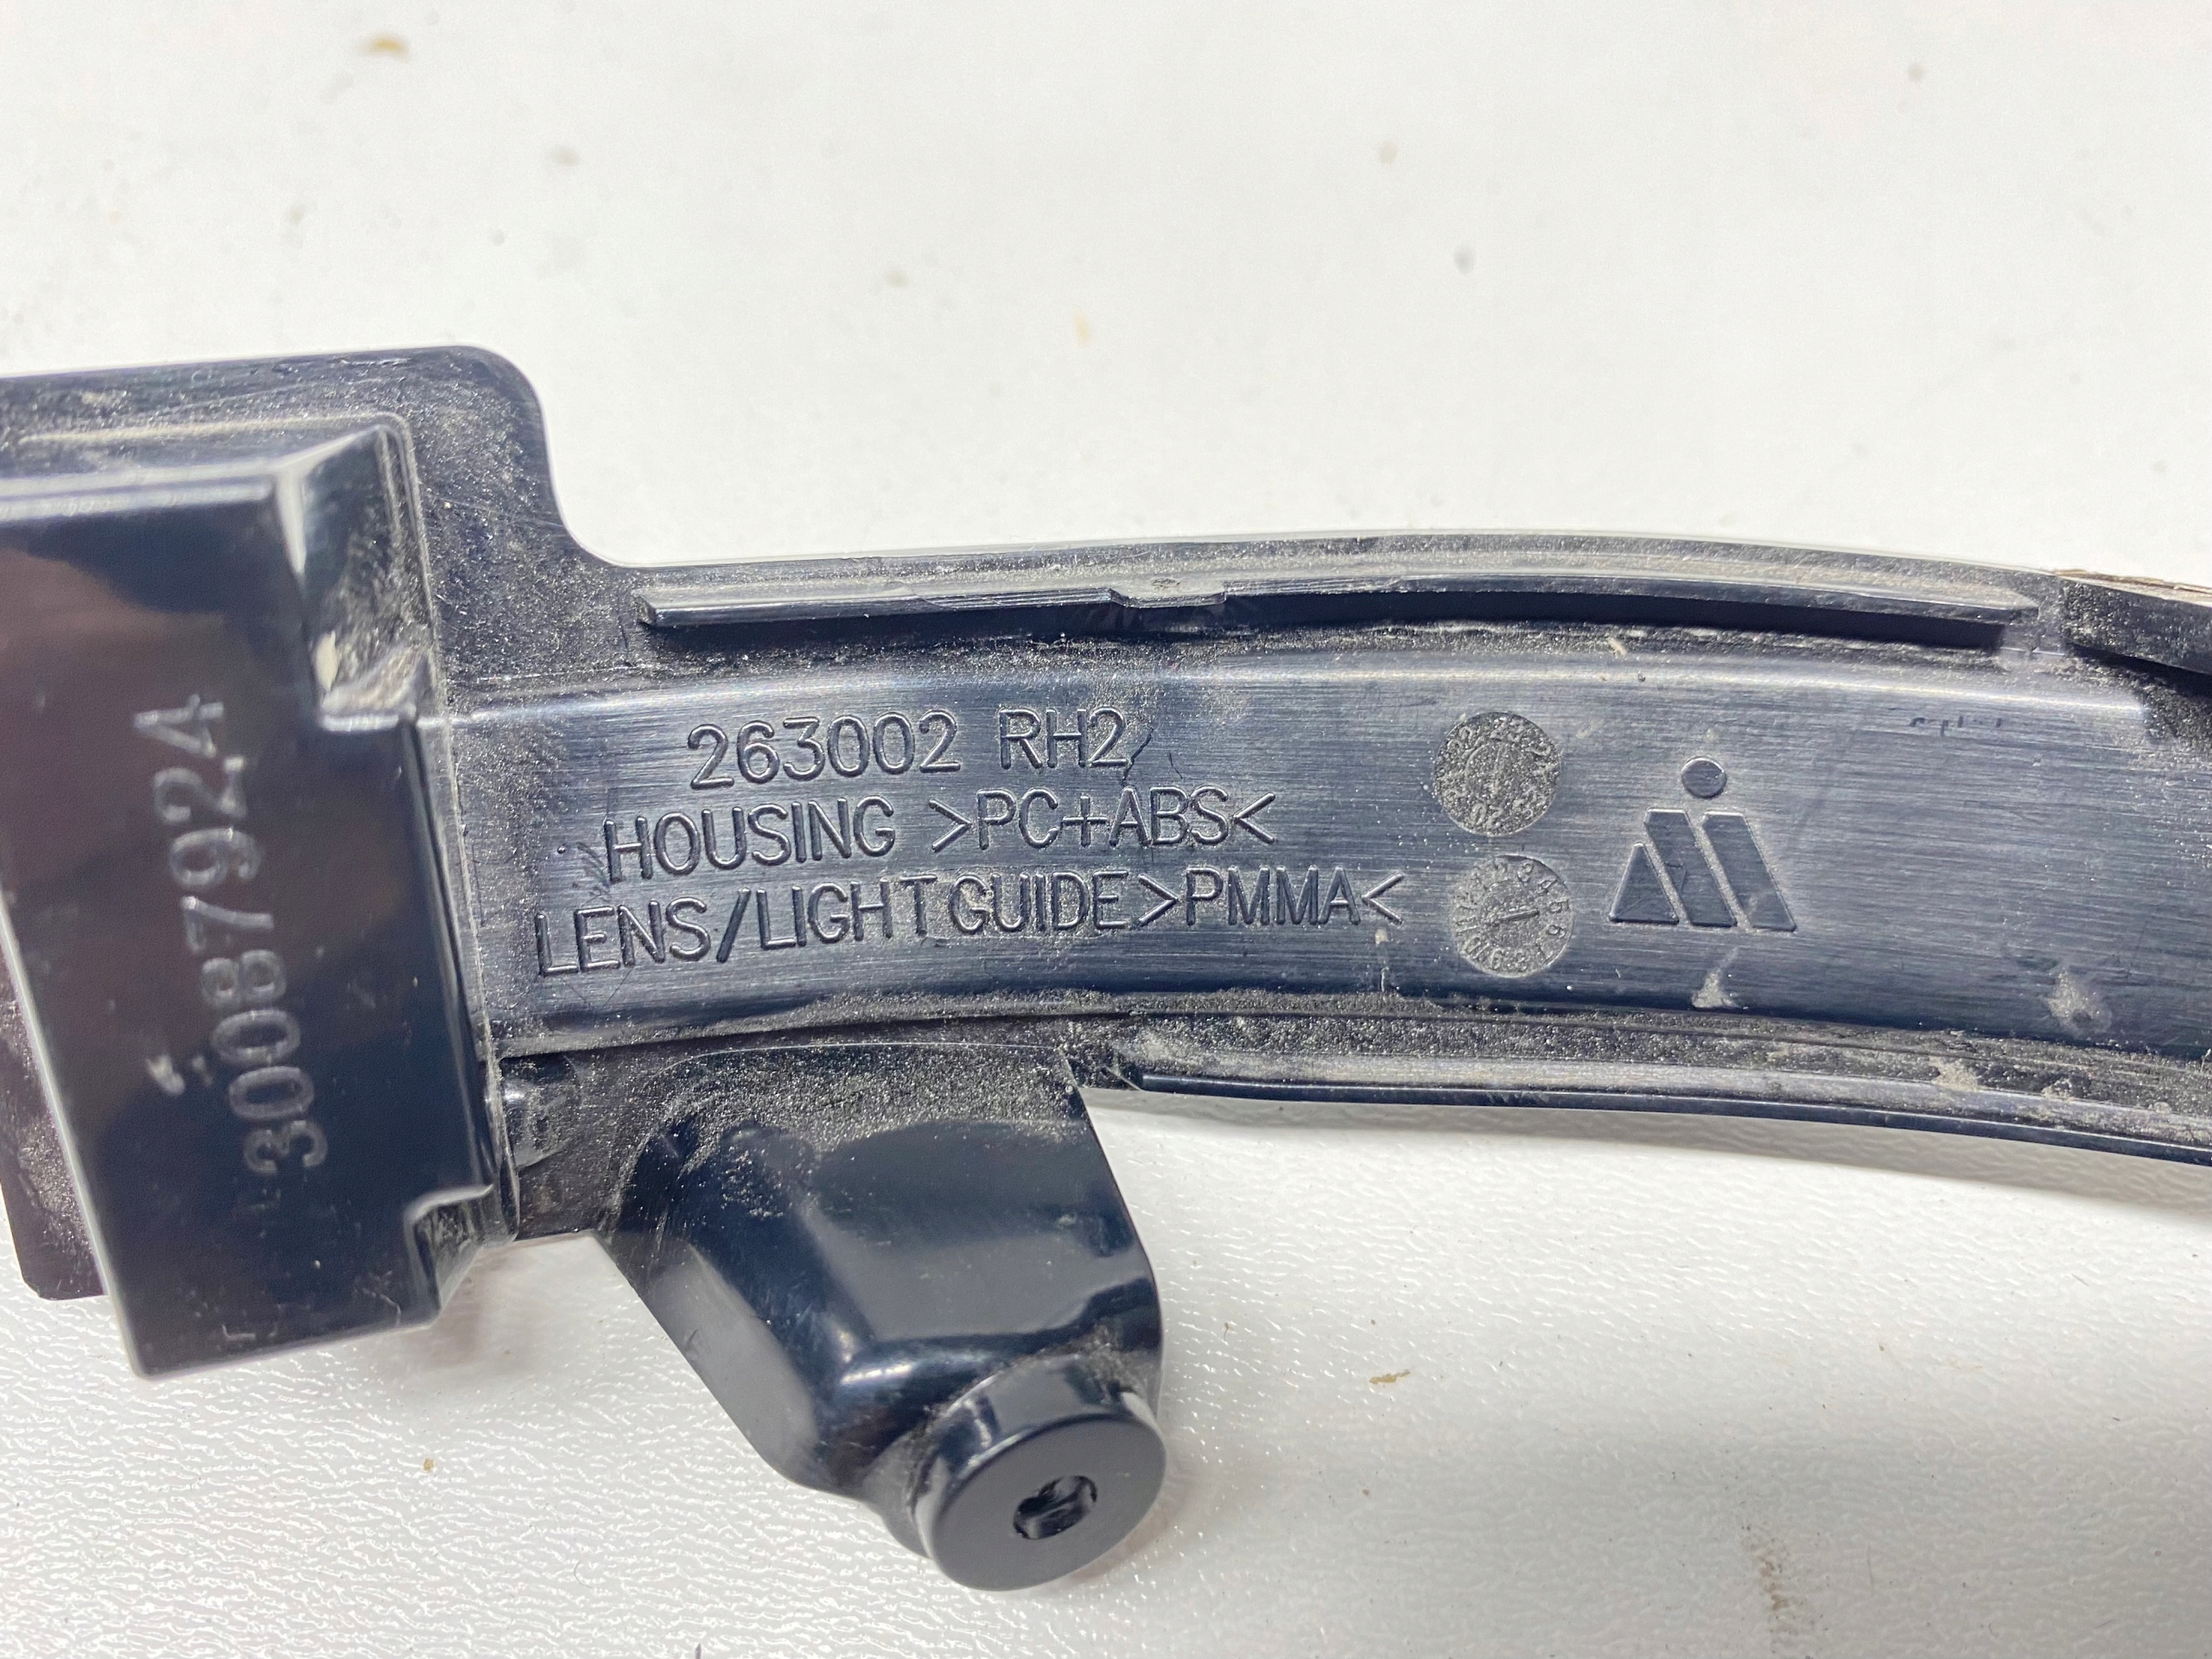 263002 RH2
HOUSING >PC+ABS<
LENS/LIGHTGUIDE>PMMA<
30087924